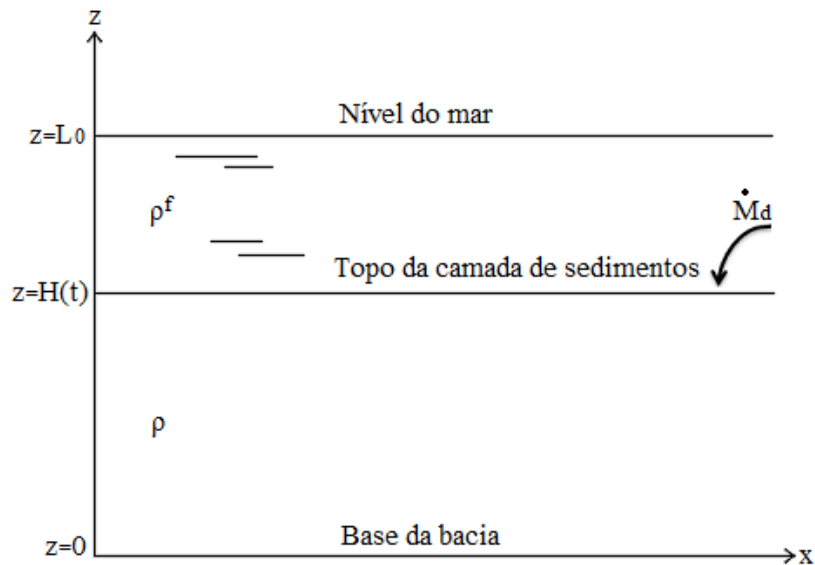 z
Nível do mar
z=L0
ρf
Ṁd
Topo da camada de sedimentos
z=H(t)
ρ
Base da bacia
z=0
x